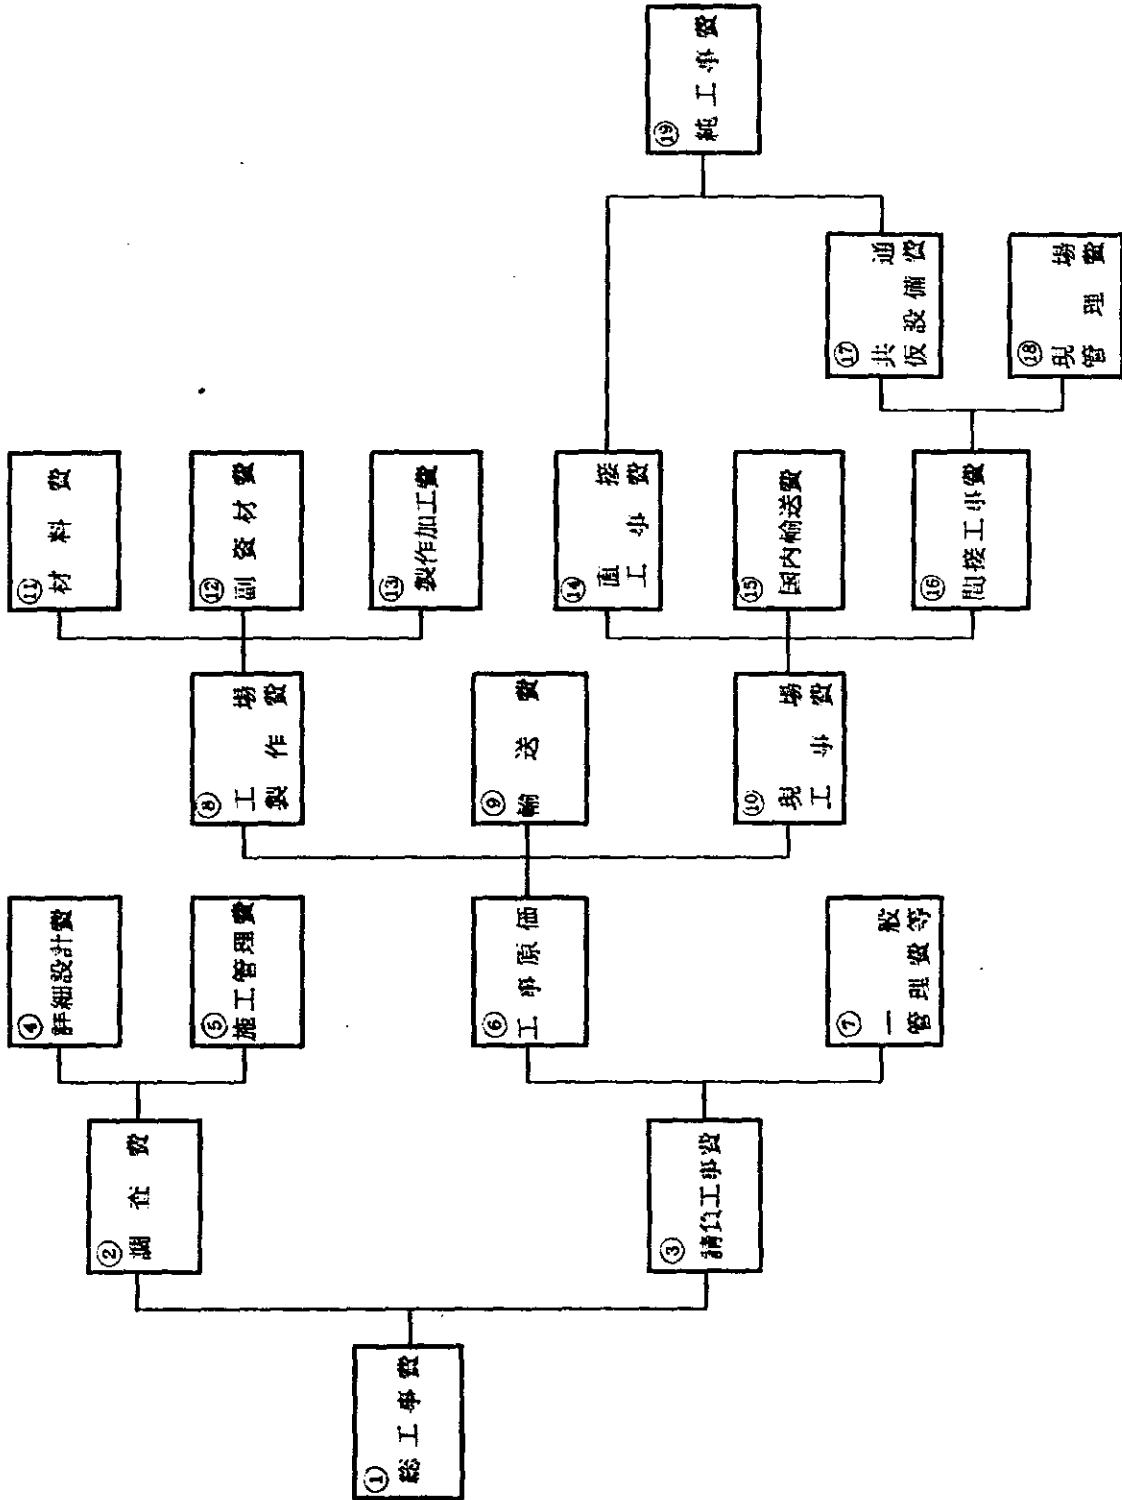 ①
総工事費
②
調査費
③
請負工事費
④
詳細設計費
⑤
施工管理費
⑥
工事原価
⑦
一般
管理費等
⑧
工場
製作費
⑨
輸送費
⑩
現場
工事費
⑪
材料費
⑫
副資材費
⑬
製作加工費
⑭
直接
工事費
⑮
国内輸送費
⑯
間接工事費
⑰
共通
仮設備費
⑱
現場
管理費
⑲
純工事費